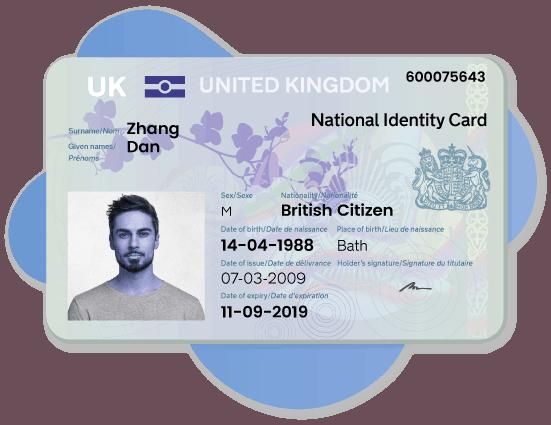 UK UNITED KINGDOM 600075643
National Identity Card
Surname/Nom Zhang
Given names/ Dan
Prénoms
Sex/Sexe Nationality/Nationalité
M British Citizen
Date of birth/Date de naissance Place of birth/Lieu de naissance
14-04-1988 Bath
Date of issue/Date de délivrance Holder's signature/Signature du titulaire
07-03-2009
Date of expiry/Date d'expiration
11-09-2019